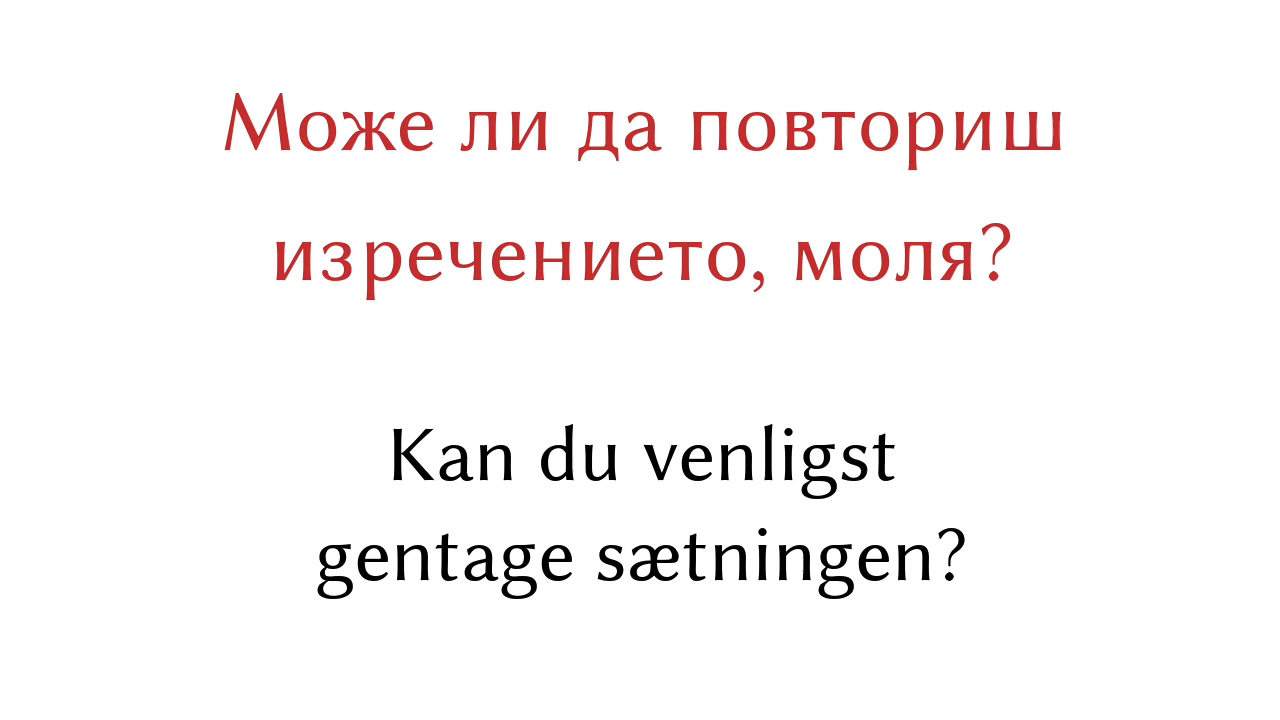 Може ли да повториш
изречението, моля?
Kan du venligst
gentage sætningen?